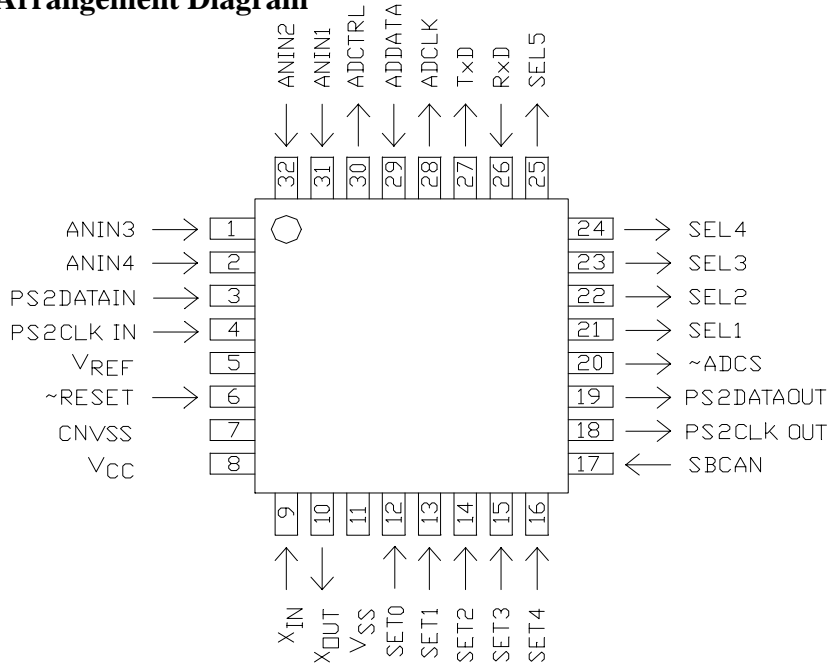 Arrangement Diagram
ANIN2
ANIN1
ADCTRL
ADDATA
ADCLK
TxD
RxD
SEL5
32
31
30
29
28
27
26
25
ANIN3 1
ANIN4 2
PS2DATAIN 3
PS2CLK IN 4
VREF 5
~RESET 6
CNVSS 7
VCC 8
24 SEL4
23 SEL3
22 SEL2
21 SEL1
20 ~ADCS
19 PS2DATAOUT
18 PS2CLK OUT
17 SBCAN
9
10
11
12
13
14
15
16
XIN
XOUT
VSS
SET0
SET1
SET2
SET3
SET4